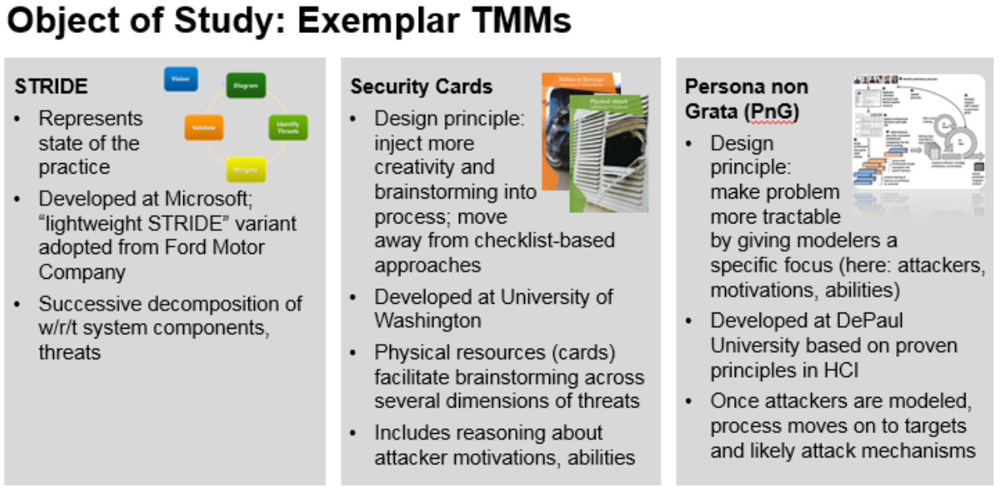 Object of Study: Exemplar TMMs
STRIDE
Vision
Diagram
Validate
Identify
Threats
Mitigate
• Represents
state of the
practice
• Developed at Microsoft;
“lightweight STRIDE” variant
adopted from Ford Motor
Company
• Successive decomposition of
w/r/t system components,
threats
Security Cards
Malice or Revenge
Physical Attack
• Design principle:
inject more
creativity and
brainstorming into
process; move
away from checklist-based
approaches
• Developed at University of
Washington
• Physical resources (cards)
facilitate brainstorming across
several dimensions of threats
• Includes reasoning about
attacker motivations, abilities
Persona non
Grata (PnG)
• Design
principle:
make problem
more tractable
by giving modelers a
specific focus (here: attackers,
motivations, abilities)
• Developed at DePaul
University based on proven
principles in HCI
• Once attackers are modeled,
process moves on to targets
and likely attack mechanisms